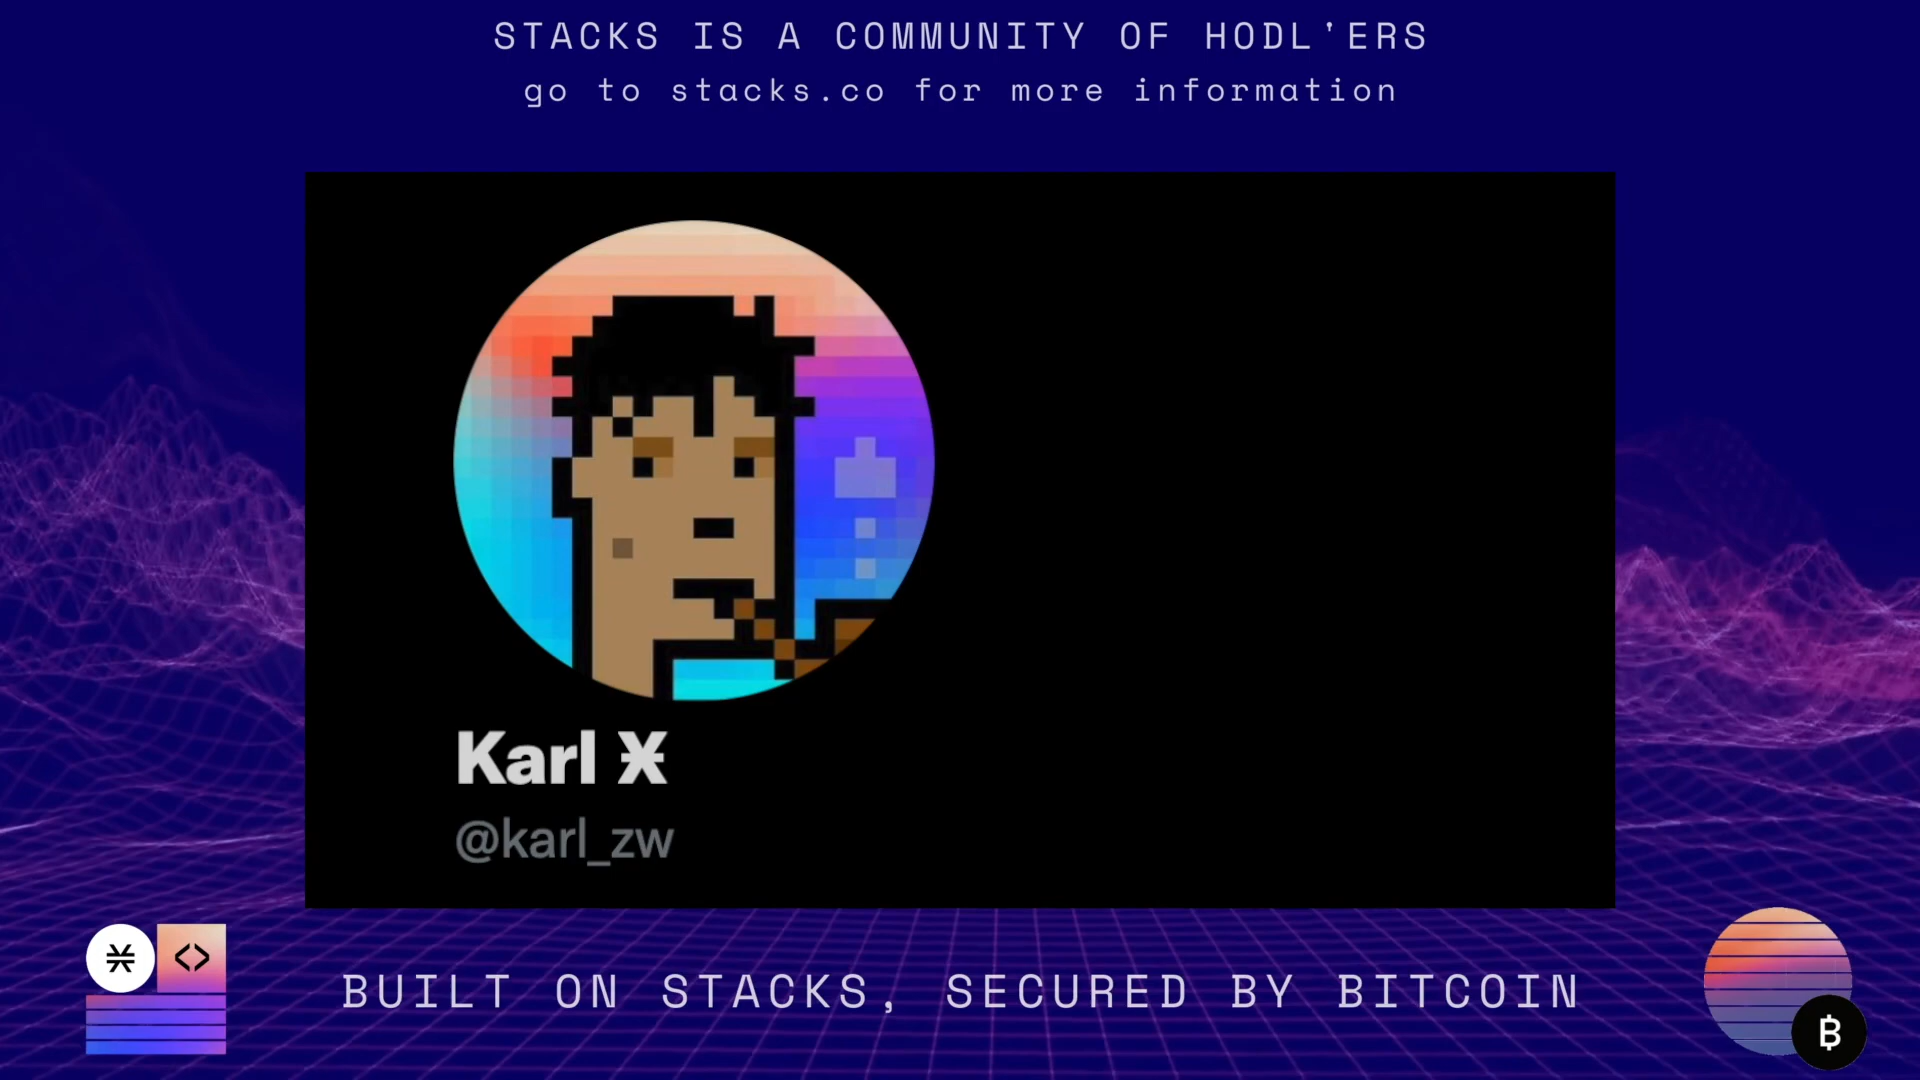 STACKS IS A COMMUNITY OF HODL'ERS
go to stacks.co for more information
Karl Ӿ
@karl_zw
<>
BUILT ON STACKS, SECURED BY BITCOIN
₿